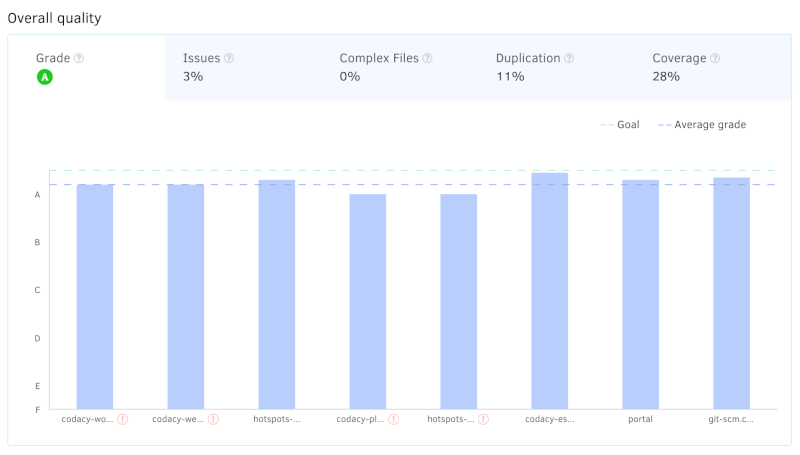 Overall quality
Grade ?
A
Issues ?
3%
Complex Files ?
0%
Duplication ?
11%
Coverage ?
28%
Goal
Average grade
A
B
C
D
E
F
codacy-wo... !
codacy-we... !
hotspots-...
codacy-pl... !
hotspots-... !
codacy-es...
portal
git-scm.c...